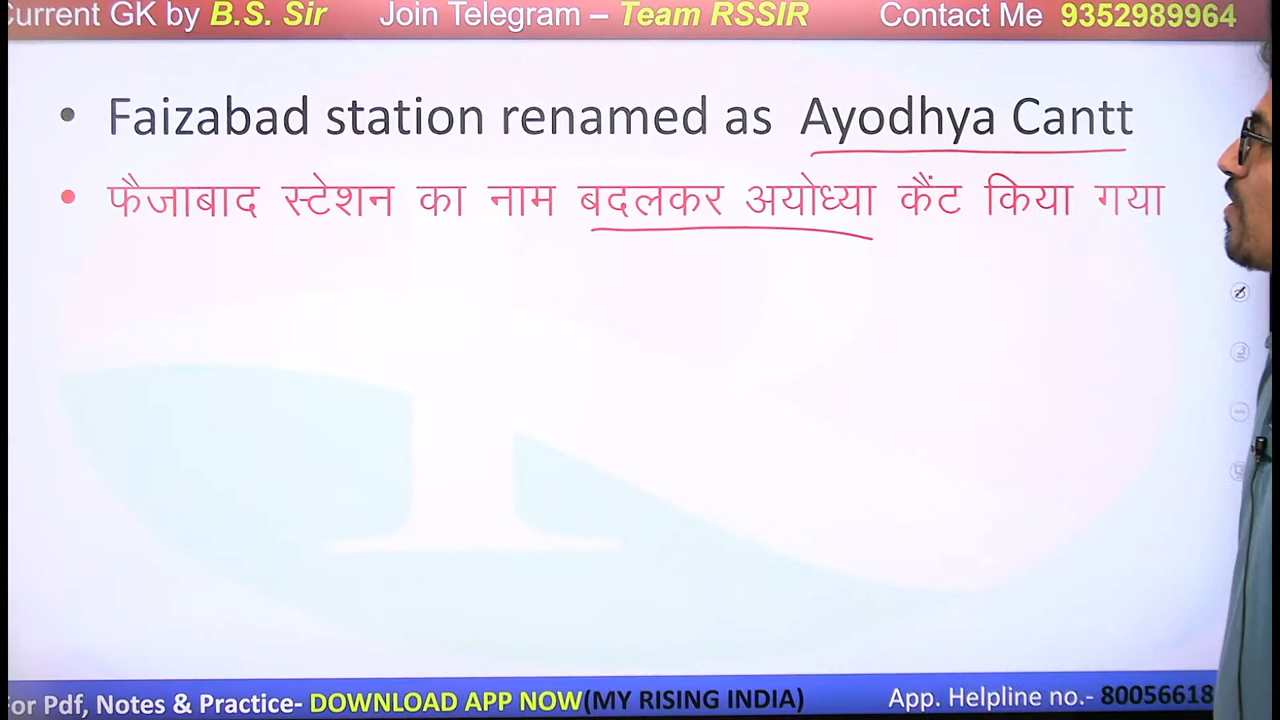 Current GK by B.S. Sir Join Telegram – Team RSSIR Contact Me 9352989964
• Faizabad station renamed as Ayodhya Cantt
• फैजाबाद स्टेशन का नाम बदलकर अयोध्या कैंट किया गया
For Pdf, Notes & Practice- DOWNLOAD APP NOW(MY RISING INDIA) App. Helpline no.- 80056618